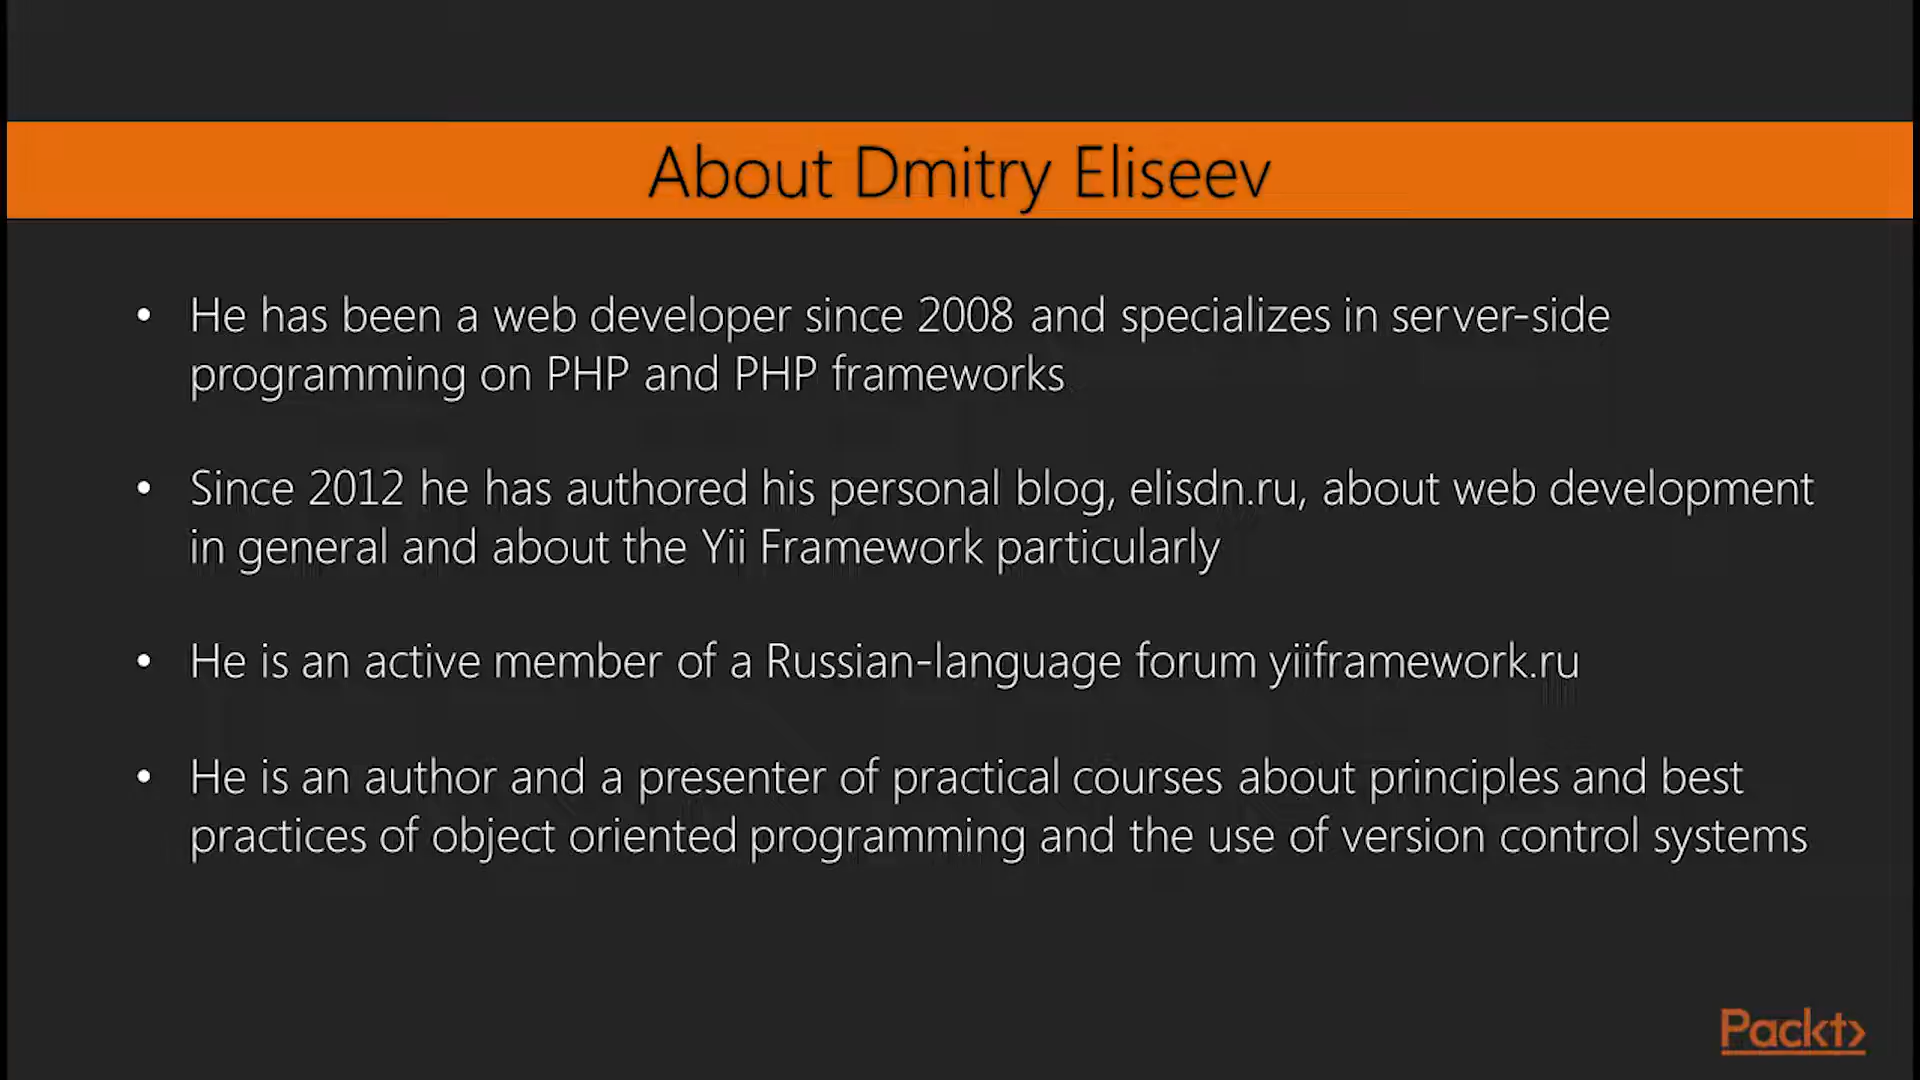 About Dmitry Eliseev
• He has been a web developer since 2008 and specializes in server-side
programming on PHP and PHP frameworks
• Since 2012 he has authored his personal blog, elisdn.ru, about web development
in general and about the Yii Framework particularly
• He is an active member of a Russian-language forum yiiframework.ru
• He is an author and a presenter of practical courses about principles and best
practices of object oriented programming and the use of version control systems
Packt>